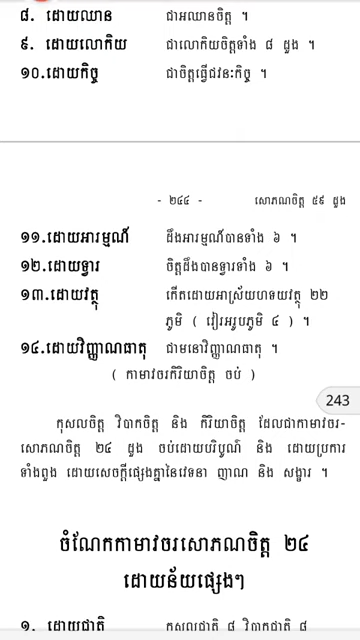 ៨. ដោយឈាន ជាអឈានចិត្ត ។
៩. ដោយលោកិយ ជាលោកិយចិត្តទាំង ៨ ដួង ។
១០.ដោយកិច្ច ជាចិត្តធ្វើជវនៈកិច្ច ។
- ២៤៤ - សោភណចិត្ត ៥៩ ដួង
១១.ដោយអារម្មណ៍ ដឹងអារម្មណ៍បានទាំង ៦ ។
១២.ដោយទ្វារ ចិត្តដឹងបានទ្វារទាំង ៦ ។
១៣.ដោយវត្ថុ កើតដោយអាស្រ័យហទយវត្ថុ ២២
ភូមិ ( វៀរអរូបភូមិ ៤ ) ។
១៤.ដោយវិញ្ញាណធាតុ ជាមនោវិញ្ញាណធាតុ ។
( កាមាវចរកិរិយាចិត្ត ចប់ )
243
កុសលចិត្ត វិបាកចិត្ត និង កិរិយាចិត្ត ដែលជាកាមាវចរ-
សោភណចិត្ត ២៤ ដួង ចប់ដោយបរិបូណ៌ និង ដោយប្រការ
ទាំងពួង ដោយសេចក្តីផ្សេងគ្នានៃវេទនា ញាណ និង សង្ខារ ។
ចំណែកកាមាវចរសោភណចិត្ត ២៤
ដោយន័យផ្សេងៗ
១. ដោយជាតិ កុសលជាតិ ៨ វិបាកជាតិ ៨